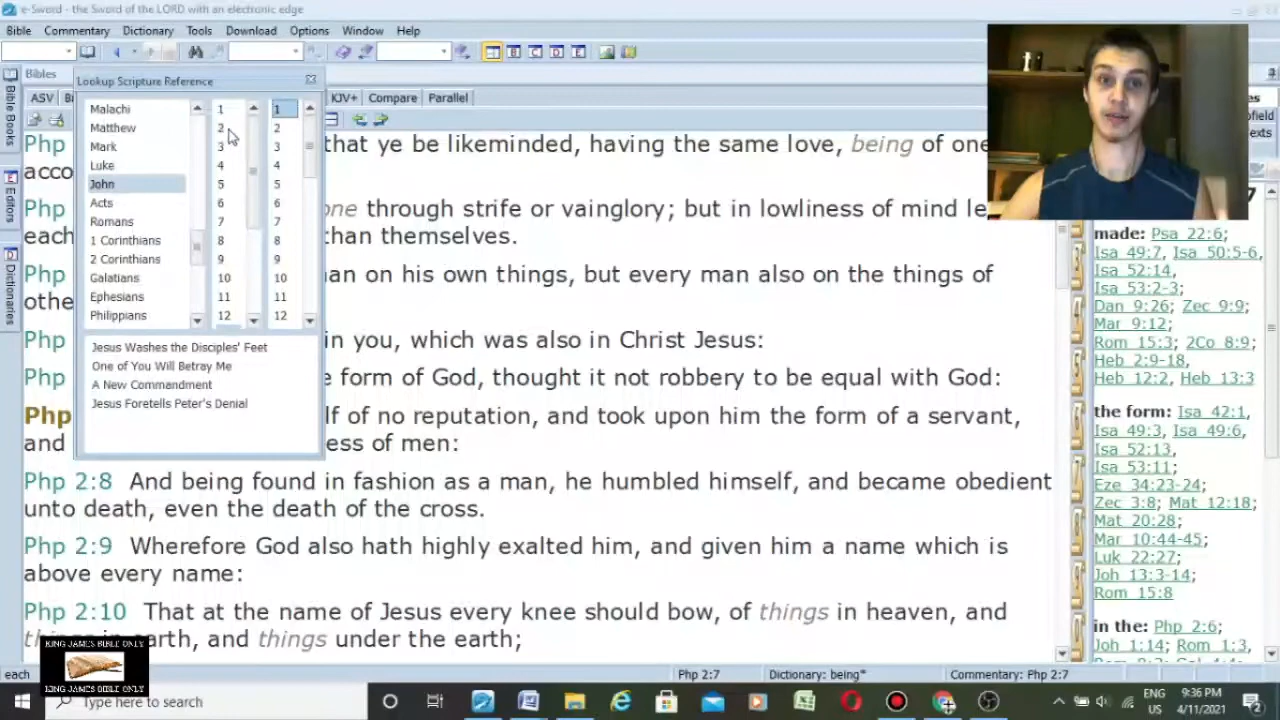 e-Sword - the Sword of the LORD with an electronic edge
Bible Commentary Dictionary Tools Download Options Window Help
Bibles
Lookup Scripture Reference
ASV
KJV+ Compare Parallel
Bible Books
Editors
Dictionaries
Malachi
Matthew
Mark
Luke
John
Acts
Romans
1 Corinthians
2 Corinthians
Galatians
Ephesians
Philippians
1
2
3
4
5
6
7
8
9
10
11
12
1
2
3
4
5
6
7
8
9
10
11
12
Jesus Washes the Disciples' Feet
One of You Will Betray Me
A New Commandment
Jesus Foretells Peter's Denial
Php that ye be likeminded, having the same love, being of one
acco
Php one through strife or vainglory; but in lowliness of mind le
each than themselves.
Php an on his own things, but every man also on the things of
othe
Php in you, which was also in Christ Jesus:
Php e form of God, thought it not robbery to be equal with God:
Php lf of no reputation, and took upon him the form of a servant,
and ess of men:
Php 2:8 And being found in fashion as a man, he humbled himself, and became obedient
unto death, even the death of the cross.
Php 2:9 Wherefore God also hath highly exalted him, and given him a name which is
above every name:
Php 2:10 That at the name of Jesus every knee should bow, of things in heaven, and
things in earth, and things under the earth;
es
ofield
exts
7
made: Psa 22:6;
Isa 49:7, Isa 50:5-6,
Isa 52:14,
Isa 53:2-3;
Dan 9:26; Zec 9:9;
Mar 9:12;
Rom 15:3; 2Co 8:9;
Heb 2:9-18,
Heb 12:2, Heb 13:3
the form: Isa 42:1,
Isa 49:3, Isa 49:6,
Isa 52:13,
Isa 53:11;
Eze 34:23-24;
Zec 3:8; Mat 12:18;
Mat 20:28;
Mar 10:44-45;
Luk 22:27;
Joh 13:3-14;
Rom 15:8
in the: Php 2:6;
Joh 1:14; Rom 1:3,
KING JAMES BIBLE ONLY
KING JAMES BIBLE ONLY
each
Php 2:7
Dictionary: being*
Commentary: Php 2:7
Type here to search
ENG
US
9:36 PM
4/11/2021
2